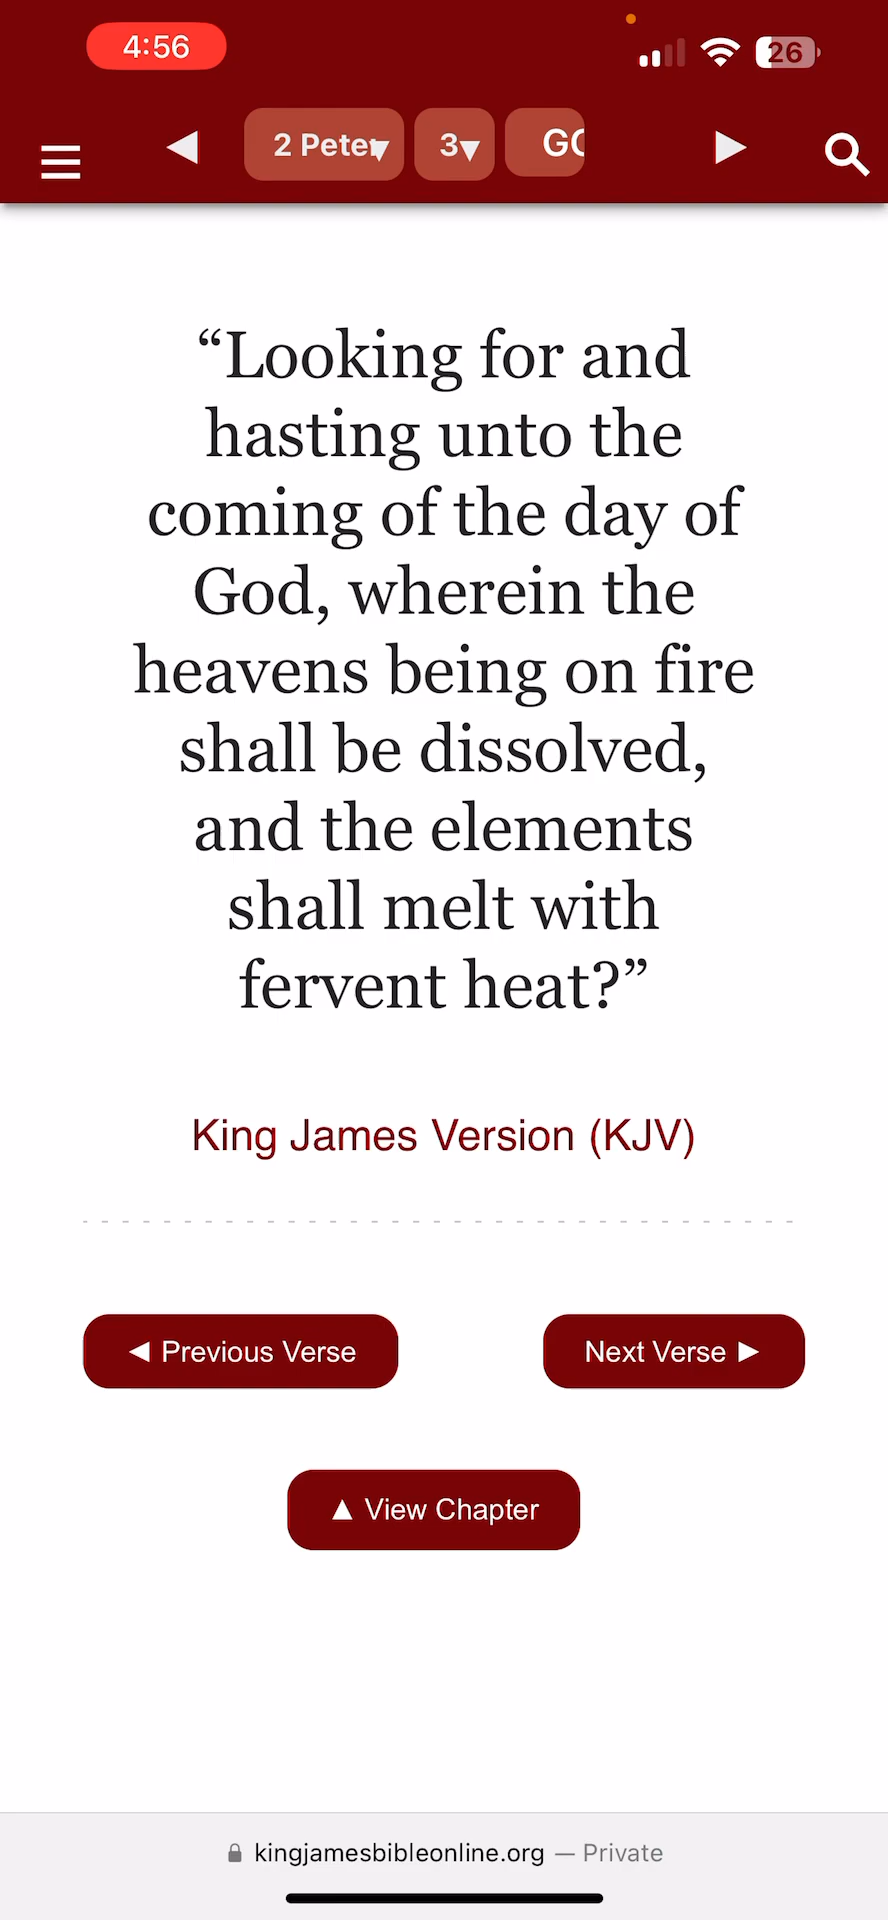 4:56
26
2 Peter
3
GO
“Looking for and
hasting unto the
coming of the day of
God, wherein the
heavens being on fire
shall be dissolved,
and the elements
shall melt with
fervent heat?”
King James Version (KJV)
◀ Previous Verse
Next Verse ▶
▲ View Chapter
kingjamesbibleonline.org — Private